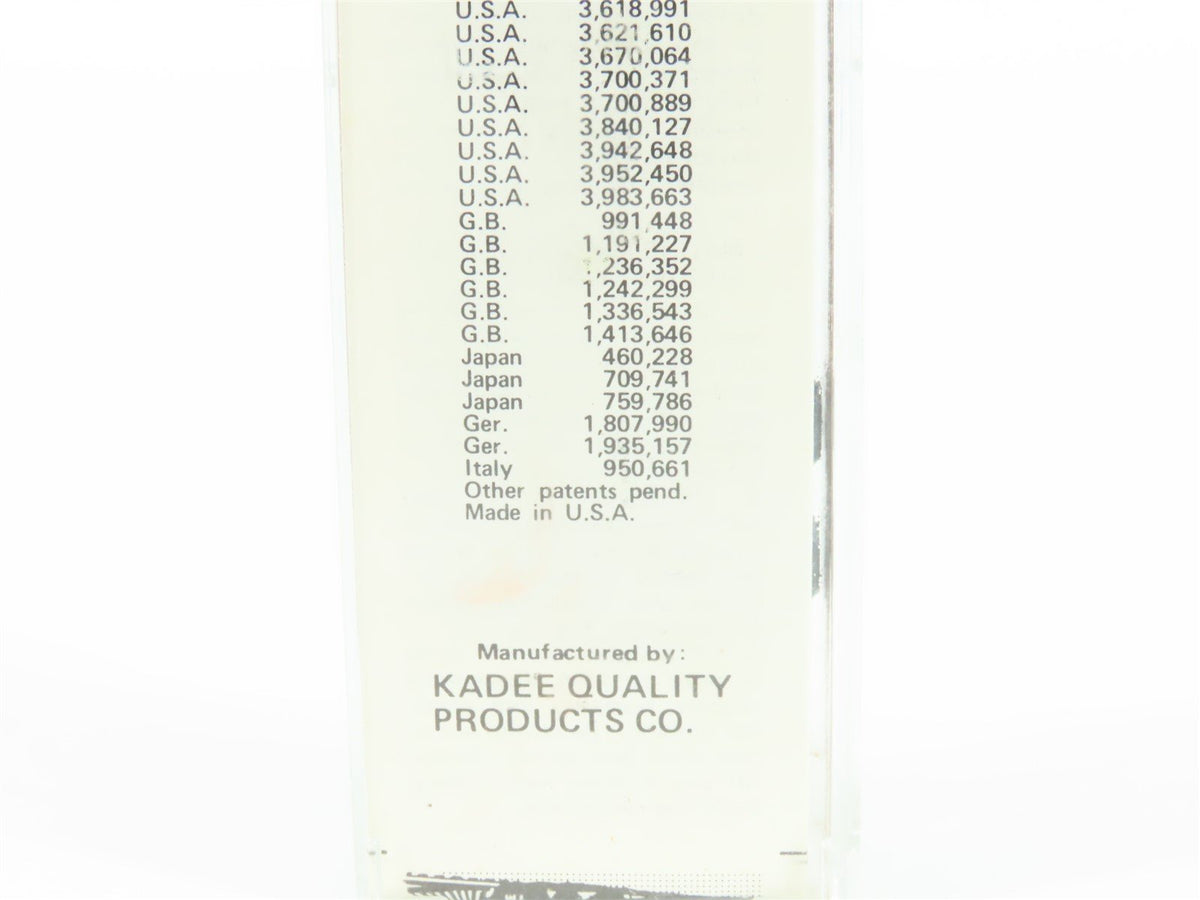 U.S.A. 3,618,991
U.S.A. 3,621,610
U.S.A. 3,670,064
U.S.A. 3,700,371
U.S.A. 3,700,889
U.S.A. 3,840,127
U.S.A. 3,942,648
U.S.A. 3,952,450
U.S.A. 3,983,663
G.B. 991,448
G.B. 1,191,227
G.B. 1,236,352
G.B. 1,242,299
G.B. 1,336,543
G.B. 1,413,646
Japan 460,228
Japan 709,741
Japan 759,786
Ger. 1,807,990
Ger. 1,935,157
Italy 950,661
Other patents pend.
Made in U.S.A.
Manufactured by:
KADEE QUALITY
PRODUCTS CO.